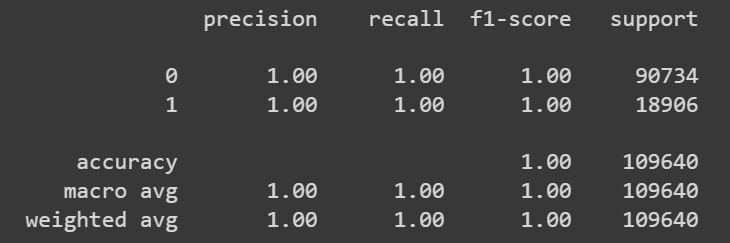 precision recall f1-score support
0 1.00 1.00 1.00 90734
1 1.00 1.00 1.00 18906
accuracy 1.00 109640
macro avg 1.00 1.00 1.00 109640
weighted avg 1.00 1.00 1.00 109640